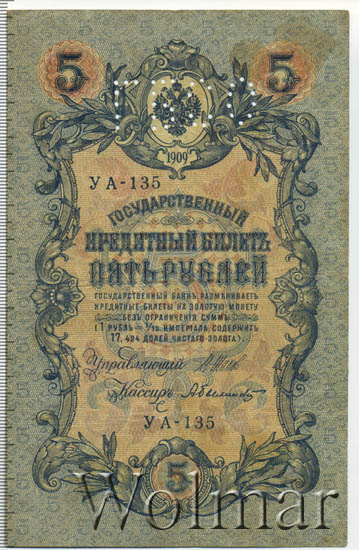 5 5
1909
УА-135
ГОСУДАРСТВЕННЫЙ
КРЕДИТНЫЙ БИЛЕТЪ
ПЯТЬ РУБЛЕЙ
ГОСУДАРСТВЕННЫЙ БАНКЪ РАЗМѢНИВАЕТЪ
КРЕДИТНЫЕ БИЛЕТЫ НА ЗОЛОТУЮ МОНЕТУ
БЕЗЪ ОГРАНИЧЕНІЯ СУММЫ
(1 РУБЛЬ = 1/15 ИМПЕРІАЛА, СОДЕРЖИТЪ
17,424 ДОЛЕЙ ЧИСТАГО ЗОЛОТА).
Управляющій
Кассиръ
УА-135
5
Wolmar